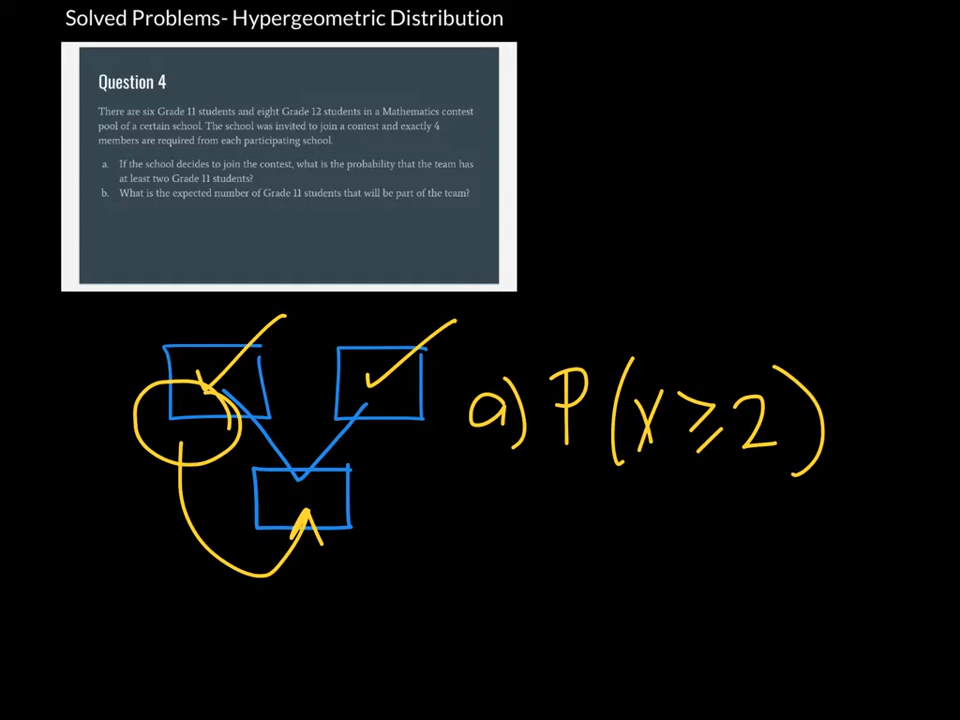 Solved Problems- Hypergeometric Distribution
Question 4
There are six Grade 11 students and eight Grade 12 students in a Mathematics contest
pool of a certain school. The school was invited to join a contest and exactly 4
members are required from each participating school.
a. If the school decides to join the contest, what is the probability that the team has
at least two Grade 11 students?
b. What is the expected number of Grade 11 students that will be part of the team?
a) P(X ≥ 2)